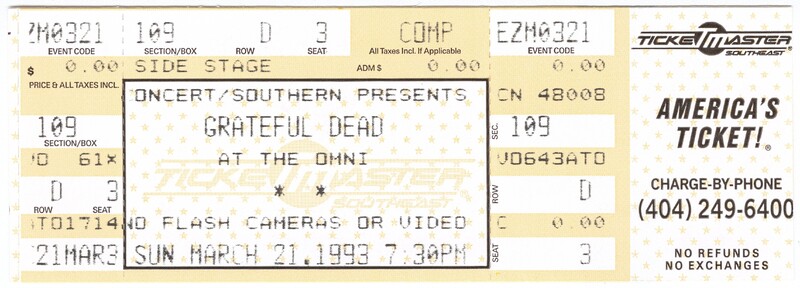 ZM0321 109 D 3 COMP EZM0321
EVENT CODE SECTION/BOX ROW SEAT All Taxes Incl. If Applicable EVENT CODE
$ 0.00 SIDE STAGE ADM $ 0.00 0.00
PRICE & ALL TAXES INCL.
ONCERT/SOUTHERN PRESENTS CN 48008
109 GRATEFUL DEAD SEC. 109
SECTION/BOX
61X AT THE OMNI V0643ATO
TICKETMASTER
SOUTHEAST
D 3 * * ROW D
ROW SEAT
AT01714 NO FLASH CAMERAS OR VIDEO C 0.00
21MAR3 SUN MARCH 21.1993 7:30PM SEAT 3
TICKETMASTER
SOUTHEAST
AMERICA'S
TICKET!®
CHARGE-BY-PHONE
(404) 249-6400
NO REFUNDS
NO EXCHANGES